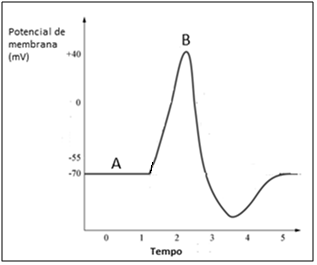 Potencial de
membrana
(mV)
+40
0
-55
-70
A
B
0 1 2 3 4 5
Tempo